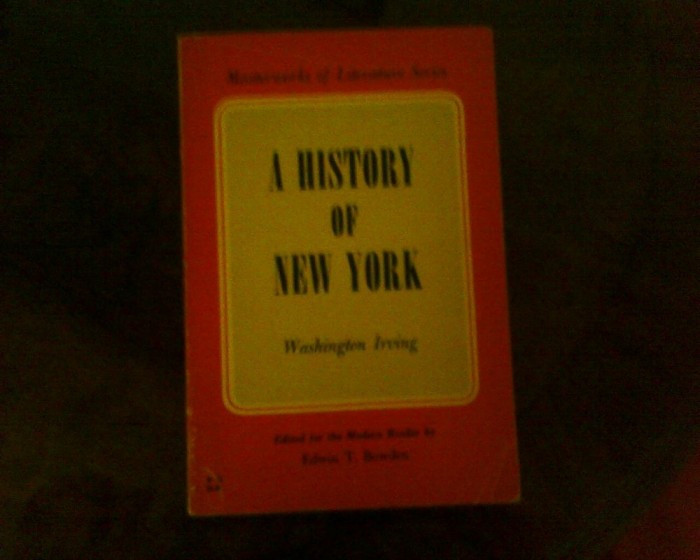 Masterworks of Literature Series
A HISTORY
OF
NEW YORK
Washington Irving
Edited for the Modern Reader by
Edwin T. Bowden